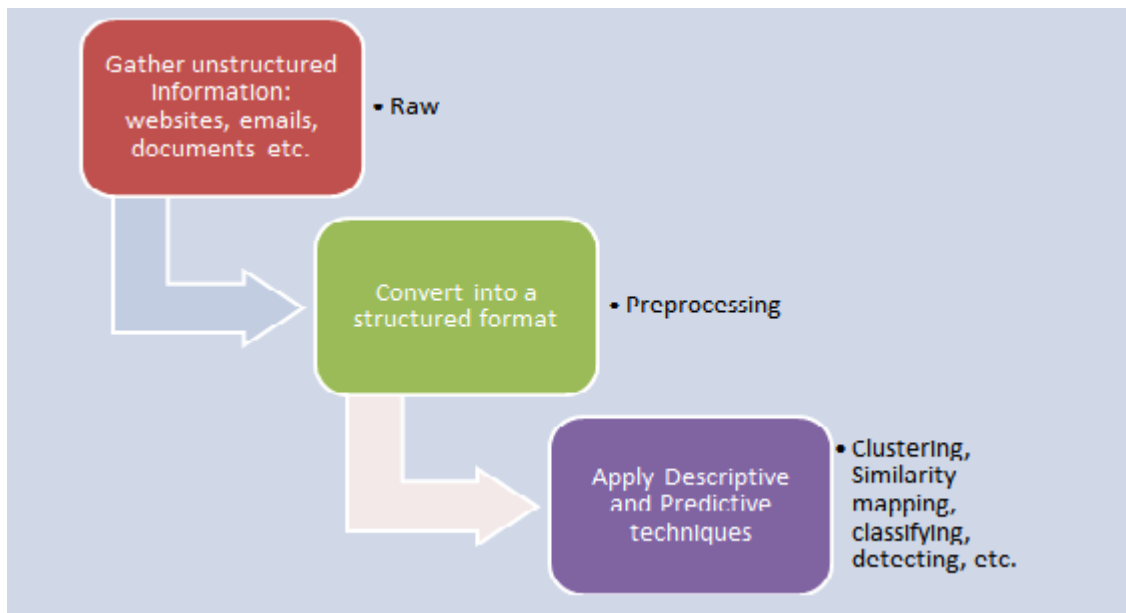 Gather unstructured
information:
websites, emails,
documents etc.
• Raw
Convert into a
structured format
• Preprocessing
Apply Descriptive
and Predictive
techniques
• Clustering,
Similarity
mapping,
classifying,
detecting, etc.